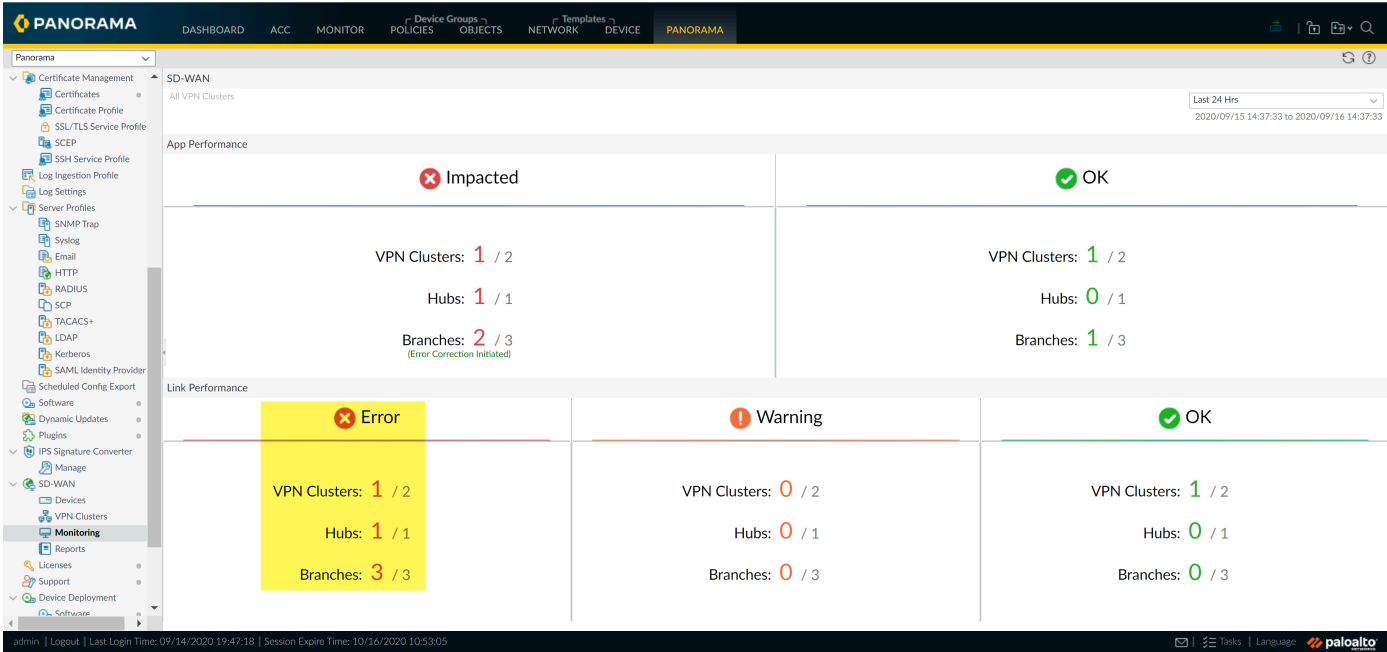 PANORAMA
DASHBOARD
ACC
MONITOR
Device Groups
POLICIES
OBJECTS
Templates
NETWORK
DEVICE
PANORAMA
Panorama
Certificate Management
Certificates
Certificate Profile
SSL/TLS Service Profile
SCEP
SSH Service Profile
Log Ingestion Profile
Log Settings
Server Profiles
SNMP Trap
Syslog
Email
HTTP
RADIUS
SCP
TACACS+
LDAP
Kerberos
SAML Identity Provider
Scheduled Config Export
Software
Dynamic Updates
Plugins
IPS Signature Converter
Manage
SD-WAN
Devices
VPN Clusters
Monitoring
Reports
Licenses
Support
Device Deployment
Software
SD-WAN
All VPN Clusters
Last 24 Hrs
2020/09/15 14:37:33 to 2020/09/16 14:37:33
App Performance
Impacted
VPN Clusters: 1 / 2
Hubs: 1 / 1
Branches: 2 / 3
(Error Correction Initiated)
OK
VPN Clusters: 1 / 2
Hubs: 0 / 1
Branches: 1 / 3
Link Performance
Error
VPN Clusters: 1 / 2
Hubs: 1 / 1
Branches: 3 / 3
Warning
VPN Clusters: 0 / 2
Hubs: 0 / 1
Branches: 0 / 3
OK
VPN Clusters: 1 / 2
Hubs: 0 / 1
Branches: 0 / 3
admin | Logout | Last Login Time: 09/14/2020 19:47:18 | Session Expire Time: 10/16/2020 10:53:05
Tasks | Language
paloalto
NETWORKS